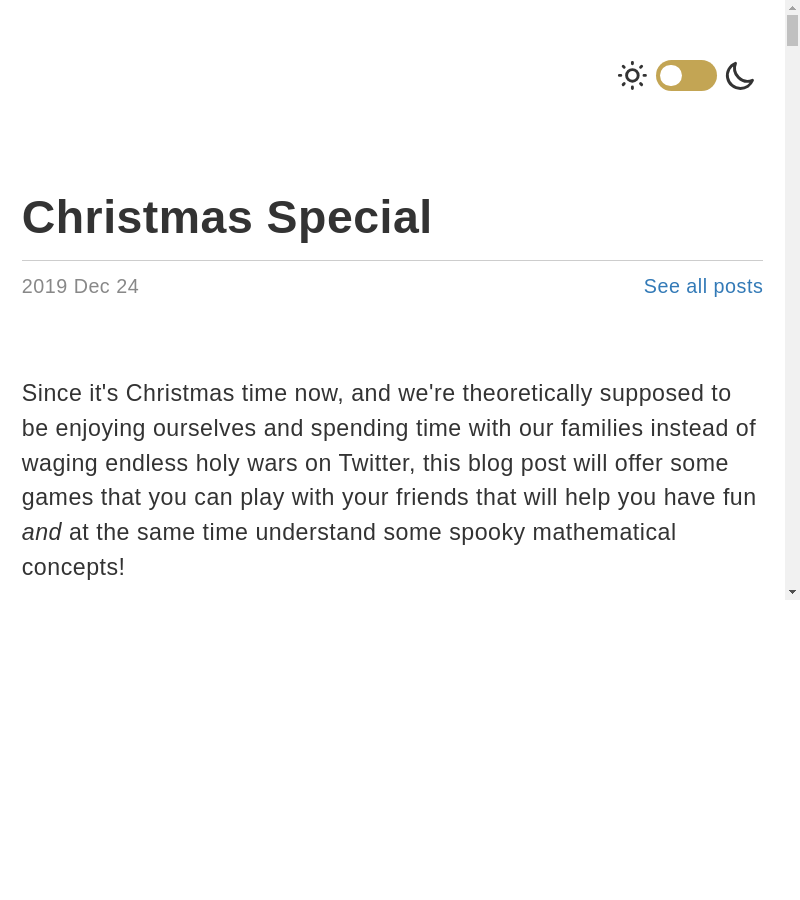 Christmas Special
2019 Dec 24
See all posts
Since it's Christmas time now, and we're theoretically supposed to
be enjoying ourselves and spending time with our families instead of
waging endless holy wars on Twitter, this blog post will offer some
games that you can play with your friends that will help you have fun
and at the same time understand some spooky mathematical
concepts!